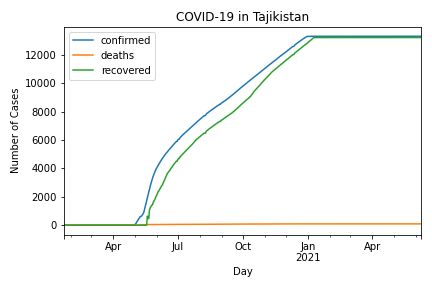 COVID-19 in Tajikistan
confirmed
deaths
recovered
Number of Cases
12000
10000
8000
6000
4000
2000
0
Apr
Jul
Oct
Jan
2021
Apr
Day